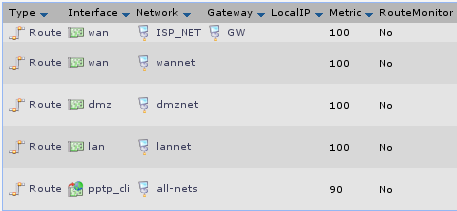 Type Interface Network Gateway LocalIP Metric RouteMonitor
Route wan ISP_NET GW 100 No
Route wan wannet 100 No
Route dmz dmznet 100 No
Route lan lannet 100 No
Route pptp_cli all-nets 90 No